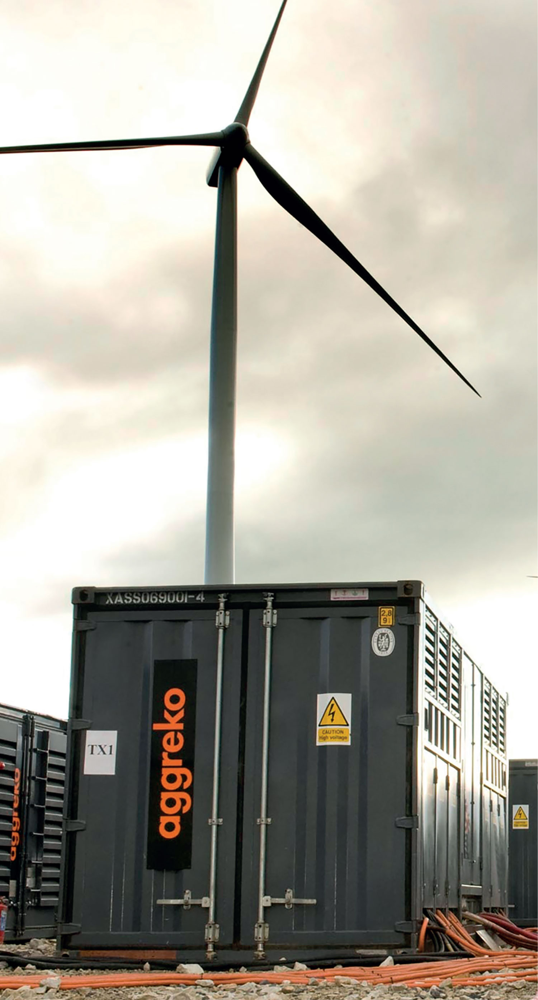 XASS069001-4
2,8
9
aggreko
CAUTION
High voltage
TX1
aggreko